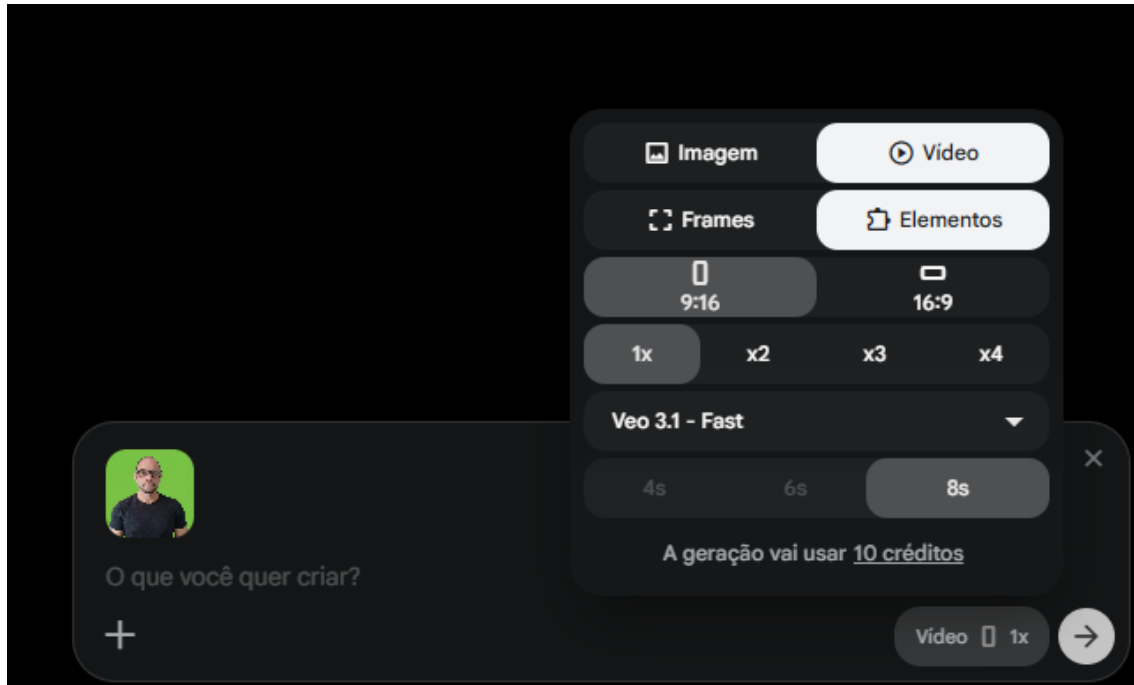 Imagem
Vídeo
Frames
Elementos
9:16
16:9
1x
x2
x3
x4
Veo 3.1 - Fast
4s
6s
8s
A geração vai usar 10 créditos
O que você quer criar?
Vídeo
1x